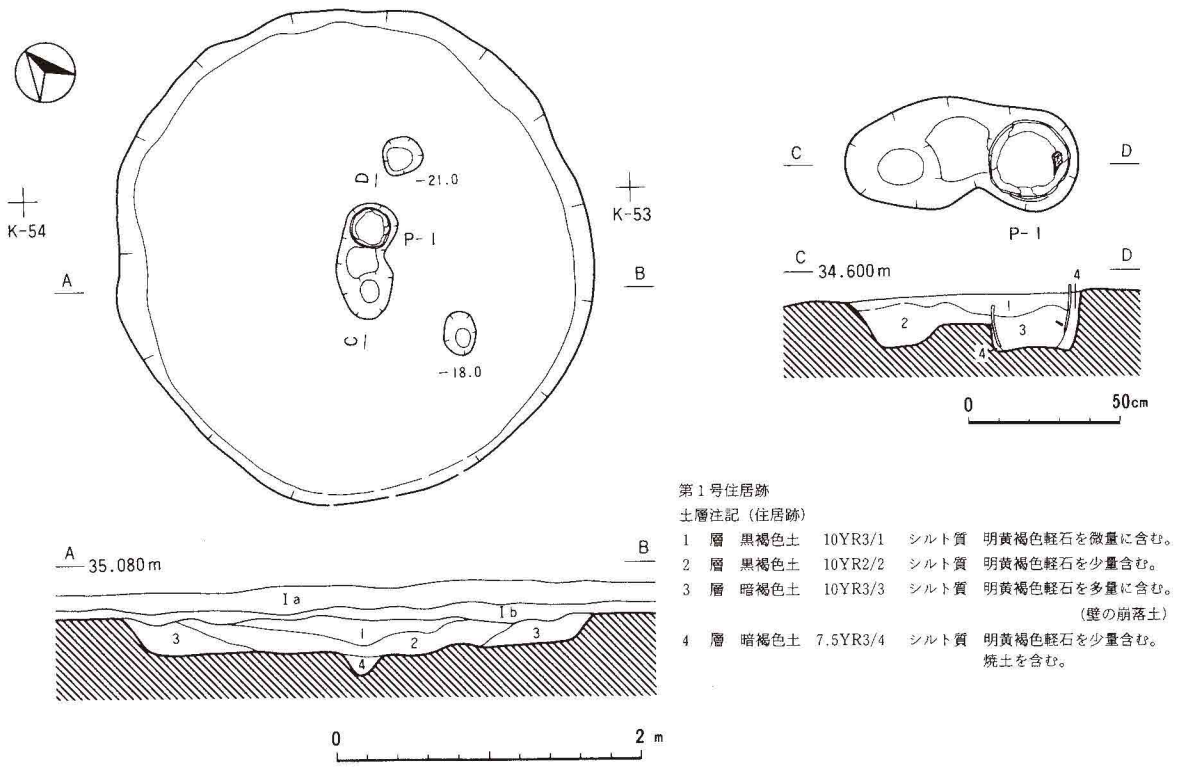 D
-21.0
K-54
K-53
P-1
A
B
C
-18.0
A
35.080m
B
Ia
Ib
3
1
2
3
4
0
2 m
C
D
P-1
C
34.600m
D
4
1
2
3
4
0
50cm
第1号住居跡
土層注記（住居跡）
1 層 黒褐色土 10YR3/1 シルト質 明黄褐色軽石を微量に含む。
2 層 黒褐色土 10YR2/2 シルト質 明黄褐色軽石を少量含む。
3 層 暗褐色土 10YR3/3 シルト質 明黄褐色軽石を多量に含む。
（壁の崩落土）
4 層 暗褐色土 7.5YR3/4 シルト質 明黄褐色軽石を少量含む。
焼土を含む。